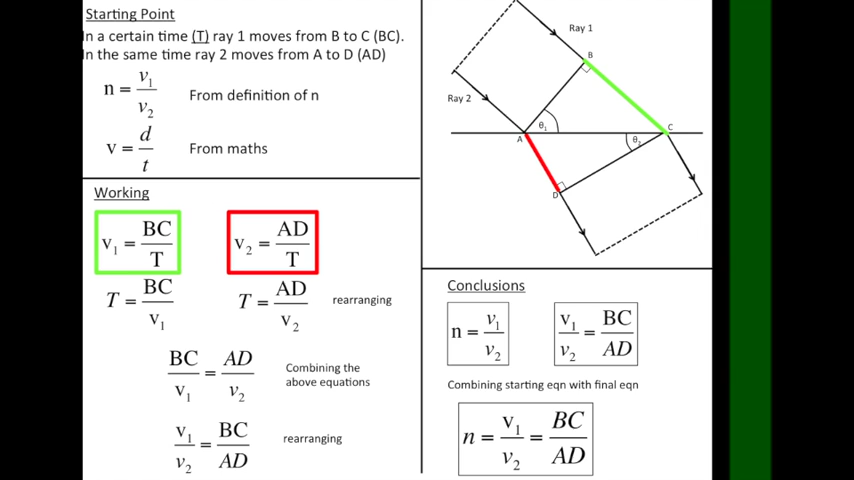 Starting Point
In a certain time (T) ray 1 moves from B to C (BC).
In the same time ray 2 moves from A to D (AD)
n = v₁/v₂ From definition of n
v = d/t From maths
Working
v₁ = BC/T v₂ = AD/T
T = BC/v₁ T = AD/v₂ rearranging
BC/v₁ = AD/v₂ Combining the
above equations
v₁/v₂ = BC/AD rearranging
Ray 1
B
Ray 2
θ₁
C
A
θ₂
D
Conclusions
n = v₁/v₂ v₁/v₂ = BC/AD
Combining starting eqn with final eqn
n = v₁/v₂ = BC/AD